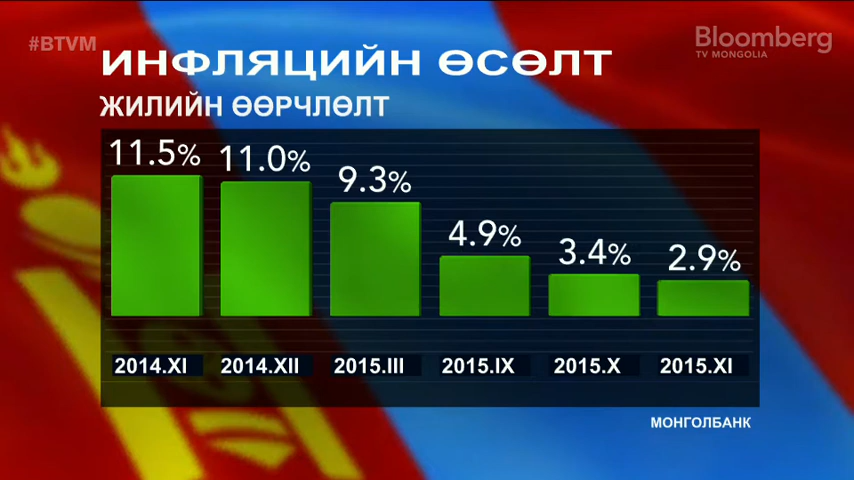 #BTVM
Bloomberg
TV MONGOLIA
ИНФЛЯЦИЙН ӨСӨЛТ
ЖИЛИЙН ӨӨРЧЛӨЛТ
11.5% 11.0% 9.3% 4.9% 3.4% 2.9%
2014.XI 2014.XII 2015.III 2015.IX 2015.X 2015.XI
МОНГОЛБАНК